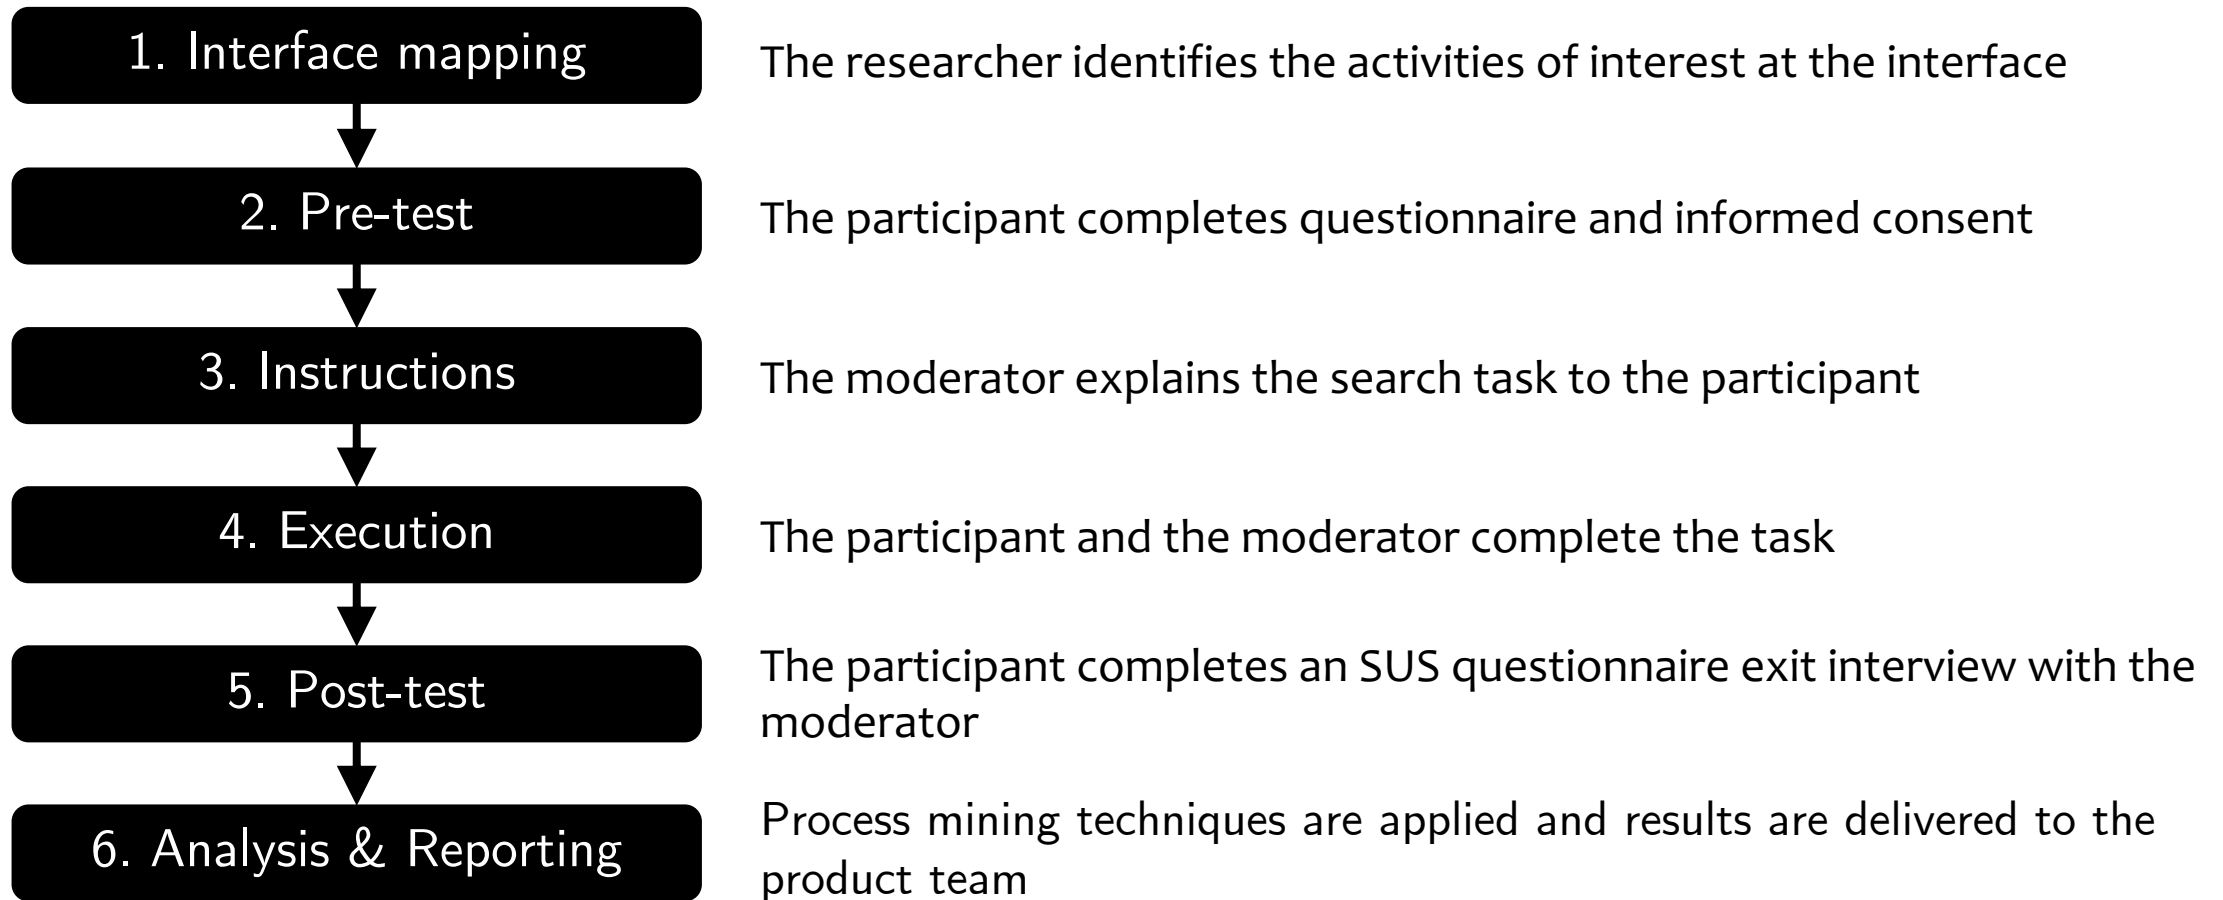 1. Interface mapping
The researcher identifies the activities of interest at the interface
2. Pre-test
The participant completes questionnaire and informed consent
3. Instructions
The moderator explains the search task to the participant
4. Execution
The participant and the moderator complete the task
5. Post-test
The participant completes an SUS questionnaire exit interview with the
moderator
6. Analysis & Reporting
Process mining techniques are applied and results are delivered to the
product team